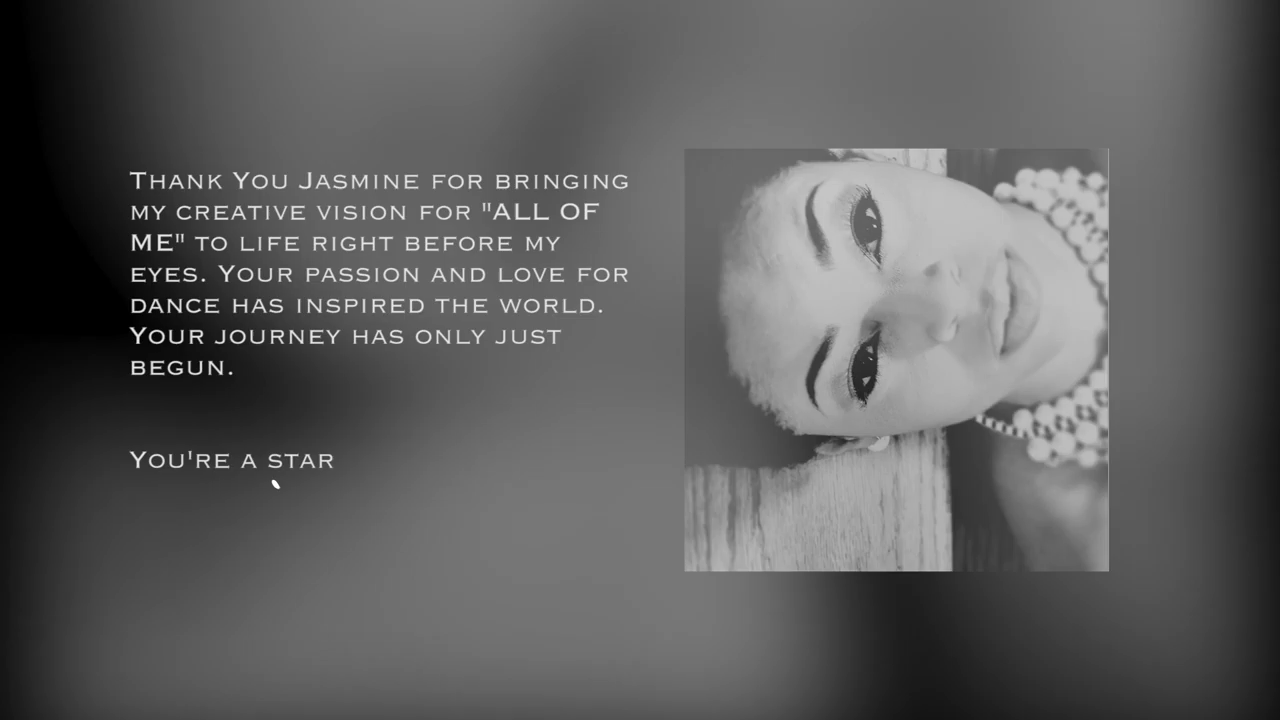 Thank You Jasmine for bringing
my creative vision for "ALL OF
ME" to life right before my
eyes. Your passion and love for
dance has inspired the world.
Your journey has only just
begun.
You're a star